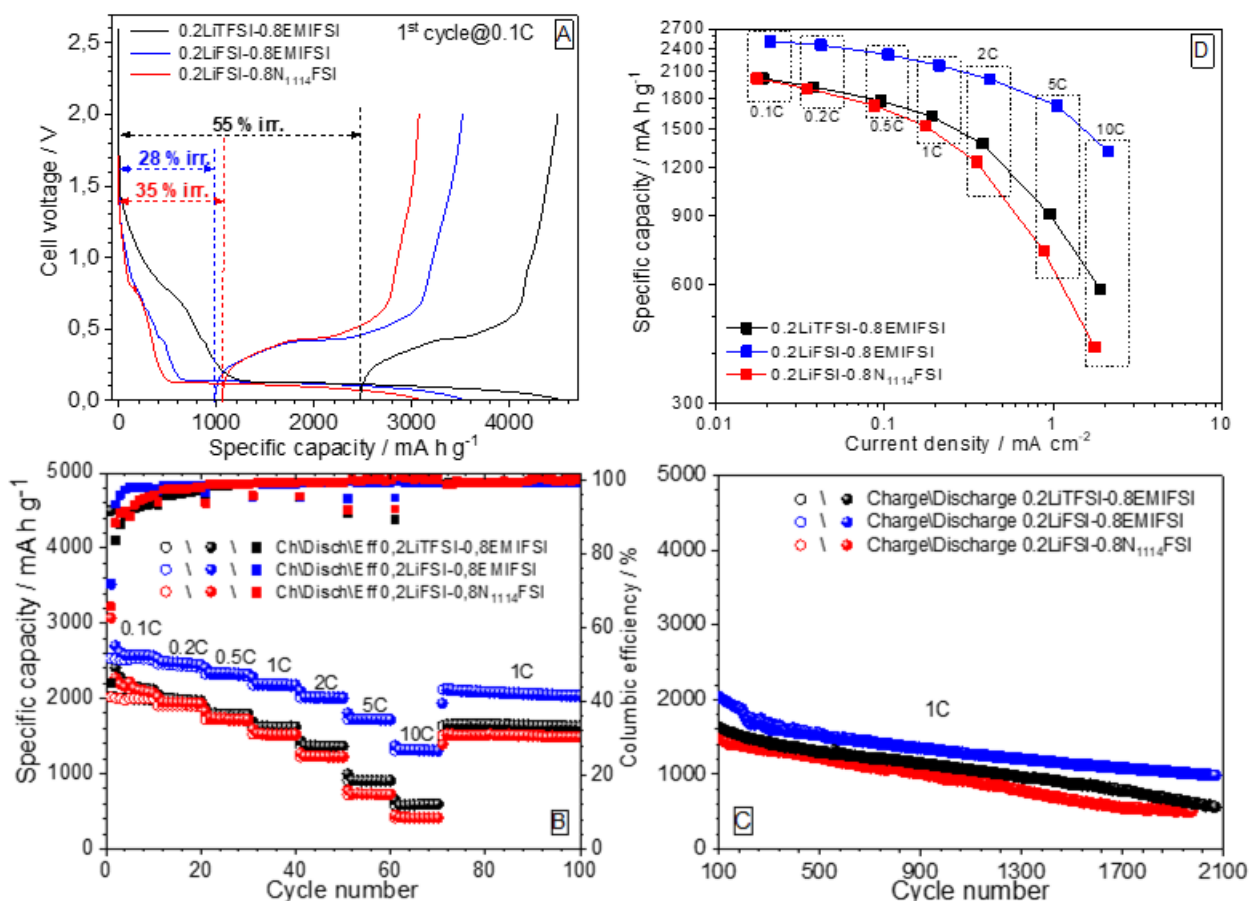 A
1st cycle@0.1C
0.2LiTFSI-0.8EMIFSI
0.2LiFSI-0.8EMIFSI
0.2LiFSI-0.8N1114FSI
55 % irr.
28 % irr.
35 % irr.
Cell voltage / V
2,5
2,0
1,5
1,0
0,5
0,0
0 1000 2000 3000 4000
Specific capacity / mA h g-1
D
Specific capacity / mA h g-1
2700
2400
2100
1800
1500
1200
900
600
300
0.1C
0.2C
0.5C
1C
2C
5C
10C
0.2LiTFSI-0.8EMIFSI
0.2LiFSI-0.8EMIFSI
0.2LiFSI-0.8N1114FSI
0.01 0.1 1 10
Current density / mA cm-2
B
Specific capacity / mA h g-1
5000
4000
3000
2000
1000
0
Ch\Disch\Eff 0,2LiTFSI-0,8EMIFSI
Ch\Disch\Eff 0,2LiFSI-0,8EMIFSI
Ch\Disch\Eff 0,2LiFSI-0,8N1114FSI
0.1C
0.2C
0.5C
1C
2C
5C
10C
1C
100
80
60
40
20
0
Columbic efficiency / %
0 20 40 60 80 100
Cycle number
C
5000
4000
3000
2000
1000
0
Charge\Discharge 0.2LiTFSI-0.8EMIFSI
Charge\Discharge 0.2LiFSI-0.8EMIFSI
Charge\Discharge 0.2LiFSI-0.8N1114FSI
1C
100 500 900 1300 1700 2100
Cycle number